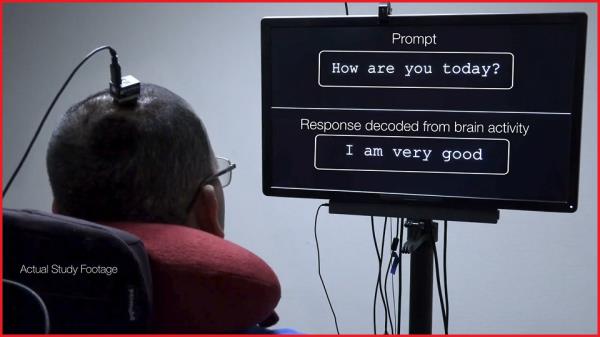 Prompt
How are you today?
Response decoded from brain activity
I am very good
Actual Study Footage